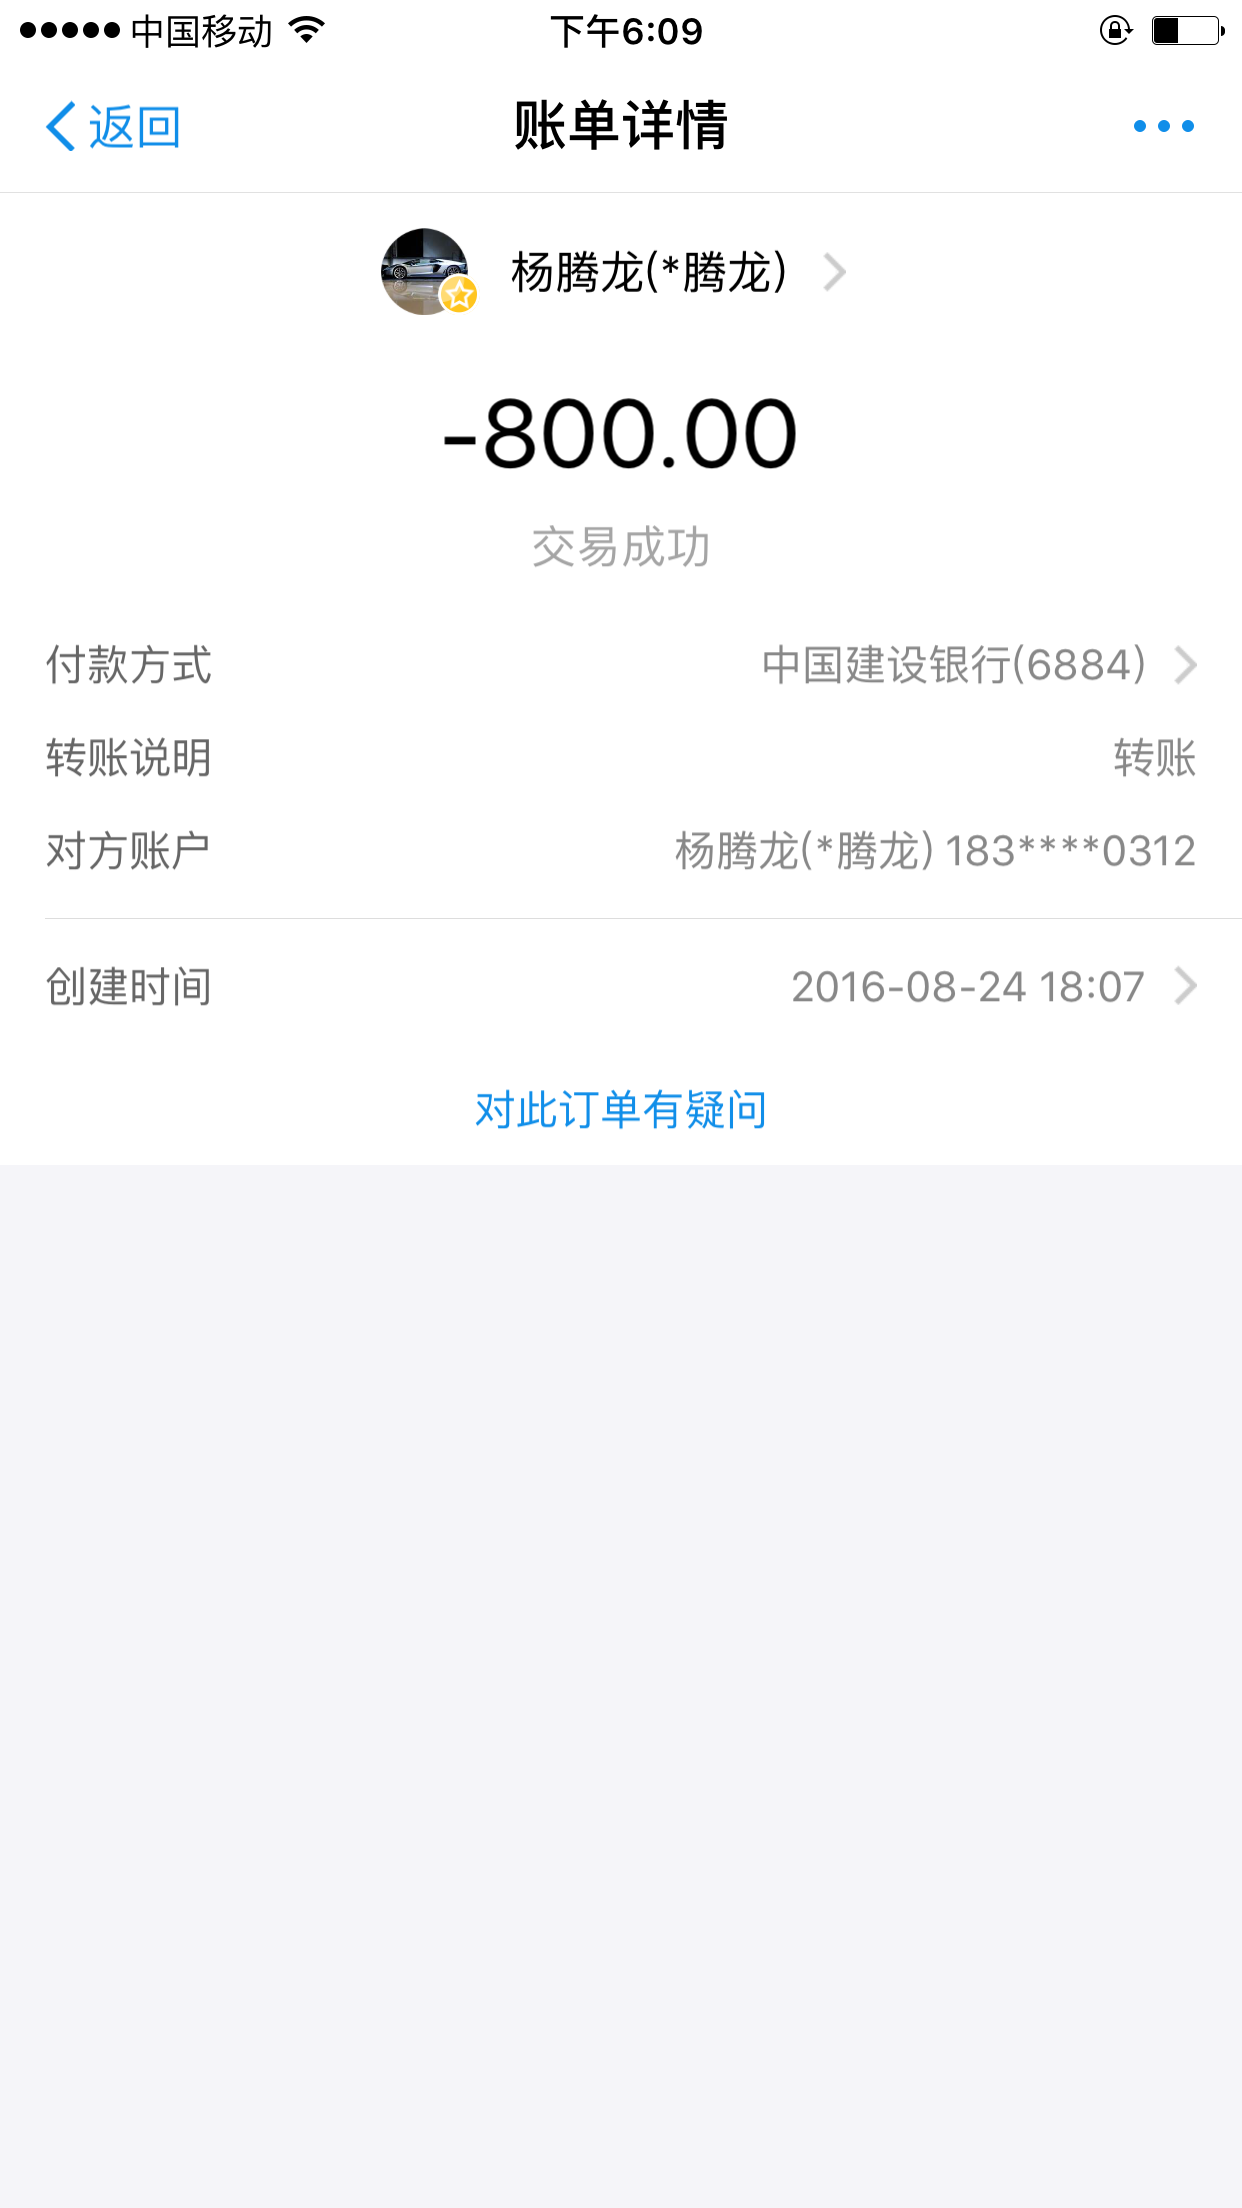 中国移动 下午6:09
返回 账单详情
杨腾龙(*腾龙)
-800.00
交易成功
付款方式 中国建设银行(6884)
转账说明 转账
对方账户 杨腾龙(*腾龙) 183****0312
创建时间 2016-08-24 18:07
对此订单有疑问